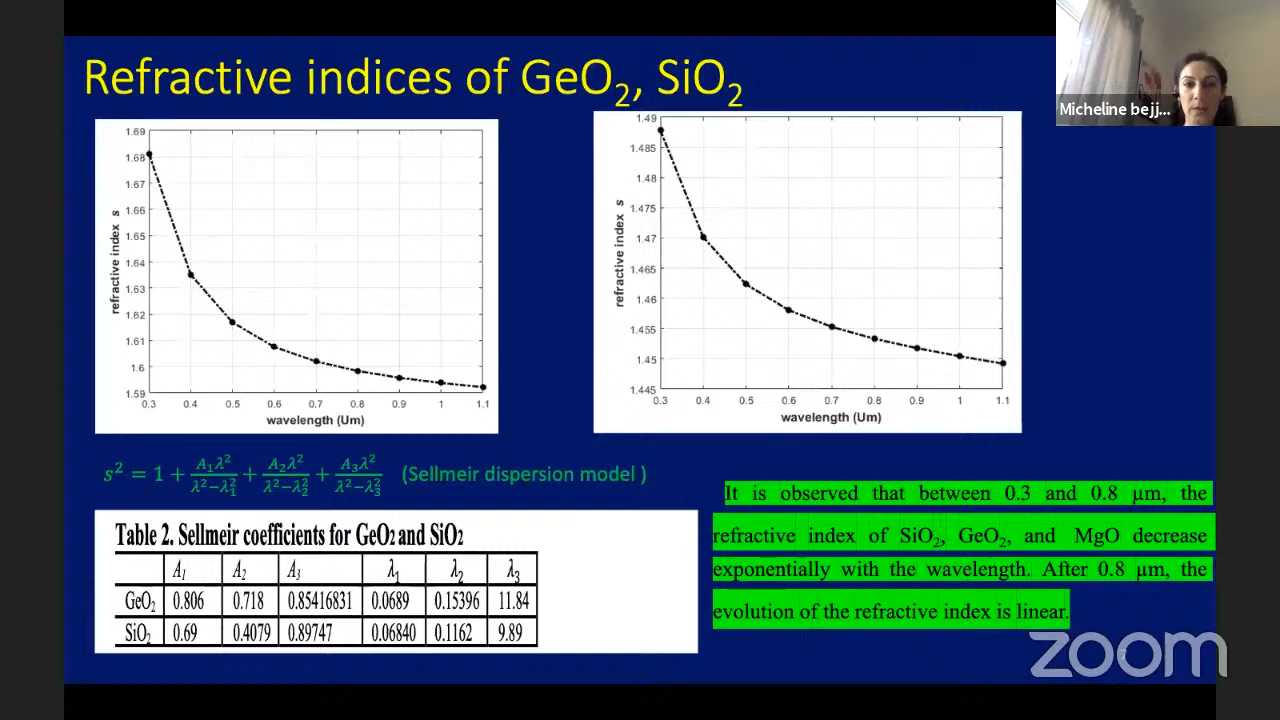 Refractive indices of GeO₂, SiO₂
Micheline bejj...
1.69
1.68
1.67
1.66
1.65
1.64
1.63
1.62
1.61
1.6
1.59
refractive index s
0.3 0.4 0.5 0.6 0.7 0.8 0.9 1 1.1
wavelength (Um)
1.49
1.485
1.48
1.475
1.47
1.465
1.46
1.455
1.45
1.445
refractive index s
0.3 0.4 0.5 0.6 0.7 0.8 0.9 1 1.1
wavelength (Um)
s² = 1 + A₁λ²/(λ²−λ₁²) + A₂λ²/(λ²−λ₂²) + A₃λ²/(λ²−λ₃²) (Sellmeir dispersion model )
Table 2. Sellmeir coefficients for GeO₂ and SiO₂
A₁ A₂ A₃ λ₁ λ₂ λ₃
GeO₂ 0.806 0.718 0.85416831 0.0689 0.15396 11.84
SiO₂ 0.69 0.4079 0.89747 0.06840 0.1162 9.89
It is observed that between 0.3 and 0.8 µm, the
refractive index of SiO₂, GeO₂, and MgO decrease
exponentially with the wavelength. After 0.8 µm, the
evolution of the refractive index is linear.
zoom